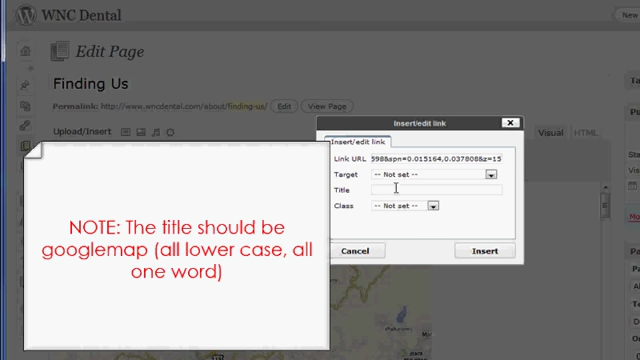 WNC Dental
New
Edit Page
Finding Us
Permalink: http://www.wncdental.com/about/finding-us/ Edit View Page
Upload/Insert
Visual HTML
Insert/edit link
Insert/edit link
Link URL 598&spn=0.015164,0.037808&z=15
Target -- Not set --
Title
Class -- Not set --
Cancel Insert
NOTE: The title should be
googlemap (all lower case, all
one word)